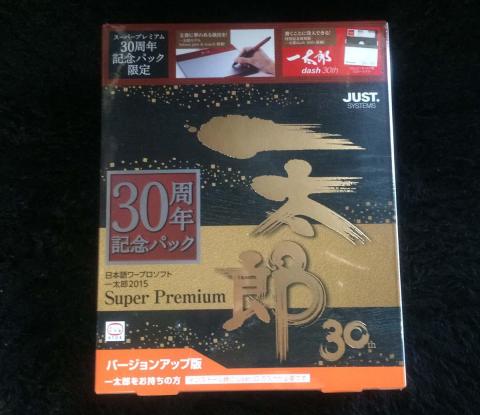 スーパープレミアム
30周年
記念パック
限定
一太郎
dash 30th
JUST.
SYSTEMS
一太郎
30th
30周年
記念パック
日本語ワープロソフト
一太郎2015
Super Premium
バージョンアップ版
一太郎をお持ちの方